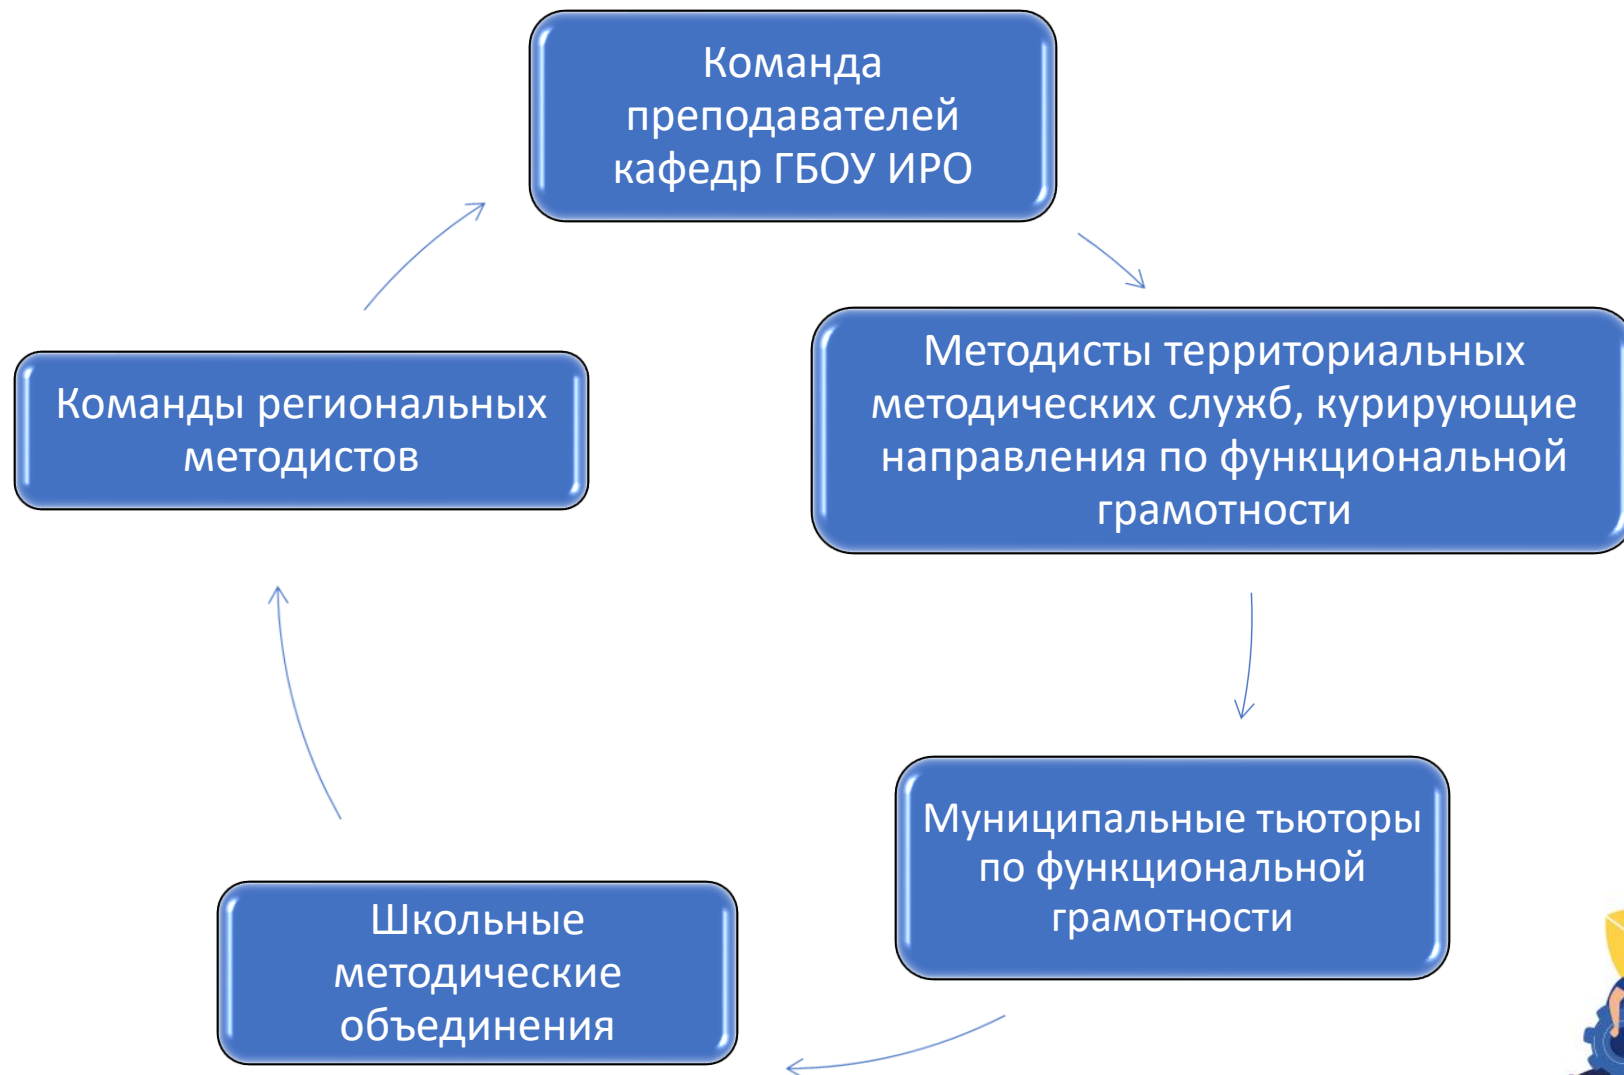 Команда
преподавателей
кафедр ГБОУ ИРО
Методисты территориальных
методических служб, курирующие
направления по функциональной
грамотности
Муниципальные тьюторы
по функциональной
грамотности
Школьные
методические
объединения
Команды региональных
методистов